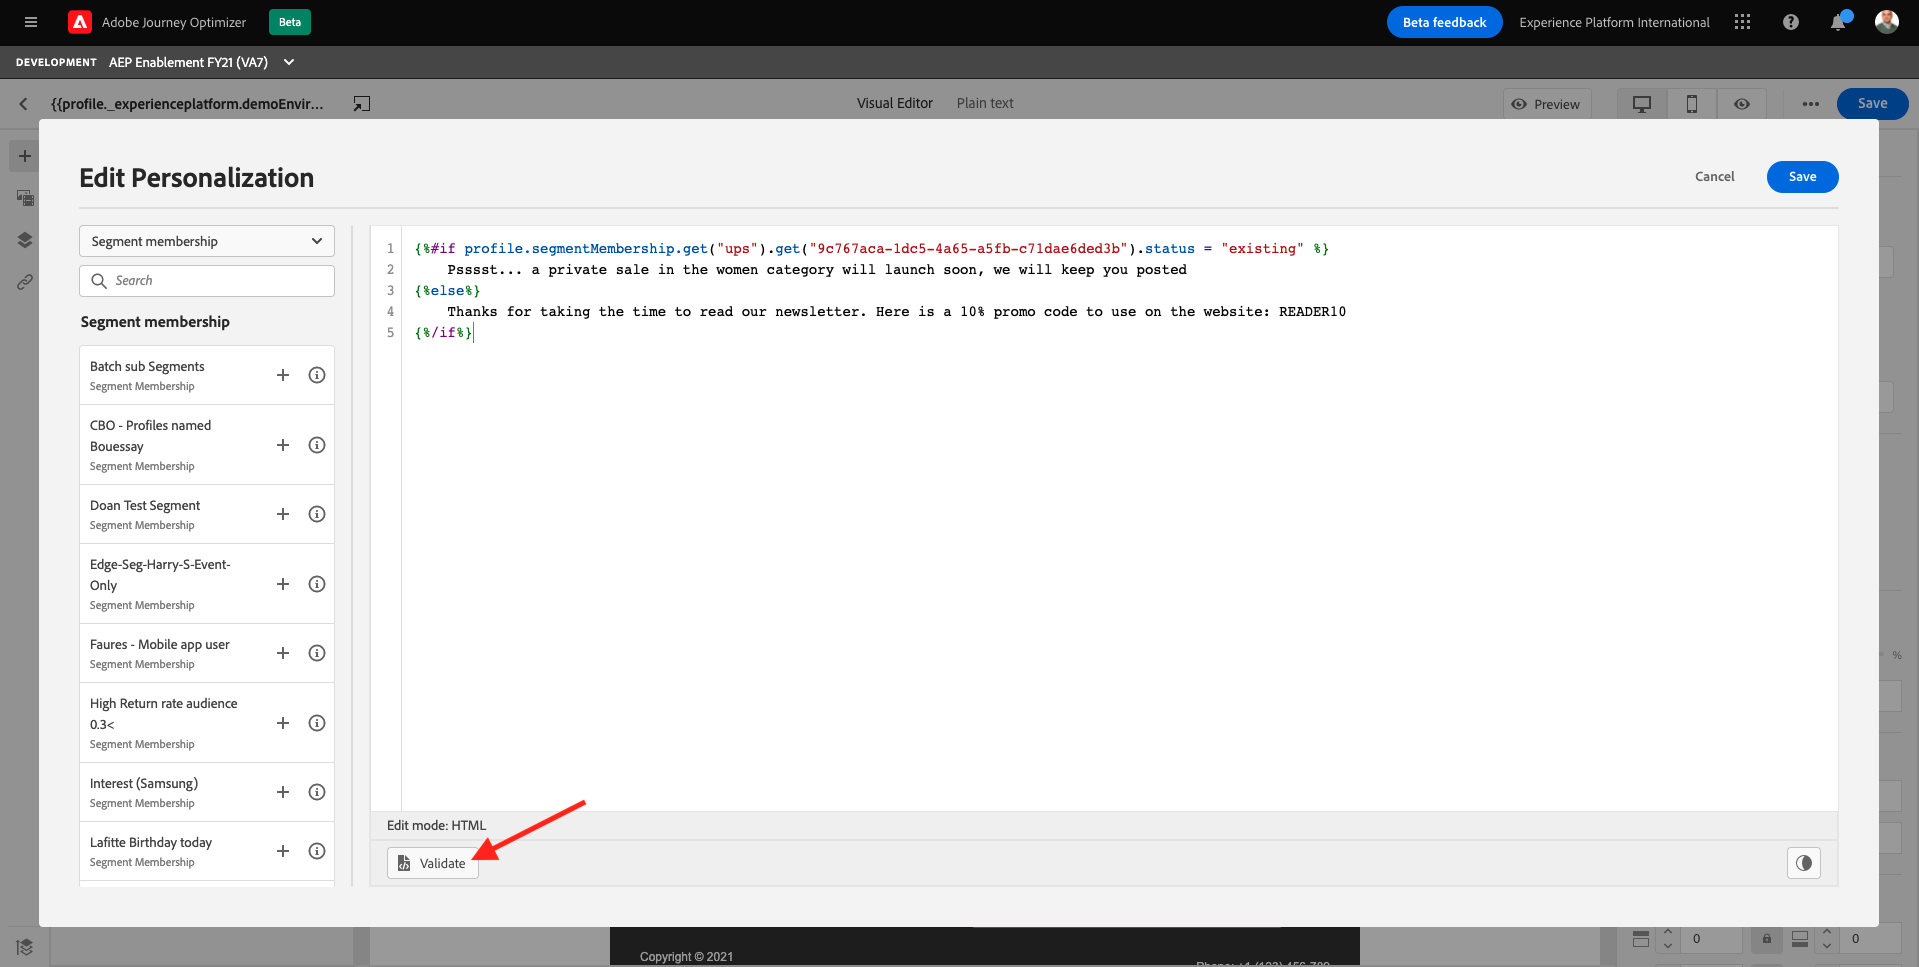 Adobe Journey Optimizer
Beta
Beta feedback
Experience Platform International
DEVELOPMENT
AEP Enablement FY21 (VA7)
{{profile._experienceplatform.demoEnvir...
Visual Editor
Plain text
Preview
Save
Edit Personalization
Cancel
Save
Segment membership
Search
Segment membership
Batch sub Segments
Segment Membership
CBO - Profiles named
Bouessay
Segment Membership
Doan Test Segment
Segment Membership
Edge-Seg-Harry-S-Event-
Only
Segment Membership
Faures - Mobile app user
Segment Membership
High Return rate audience
0.3<
Segment Membership
Interest (Samsung)
Segment Membership
Lafitte Birthday today
Segment Membership
1 {%#if profile.segmentMembership.get("ups").get("9c767aca-1dc5-4a65-a5fb-c71dae6ded3b").status = "existing" %}
2 Psssst... a private sale in the women category will launch soon, we will keep you posted
3 {%else%}
4 Thanks for taking the time to read our newsletter. Here is a 10% promo code to use on the website: READER10
5 {%/if%}
Edit mode: HTML
Validate
%
Copyright © 2021
0
0